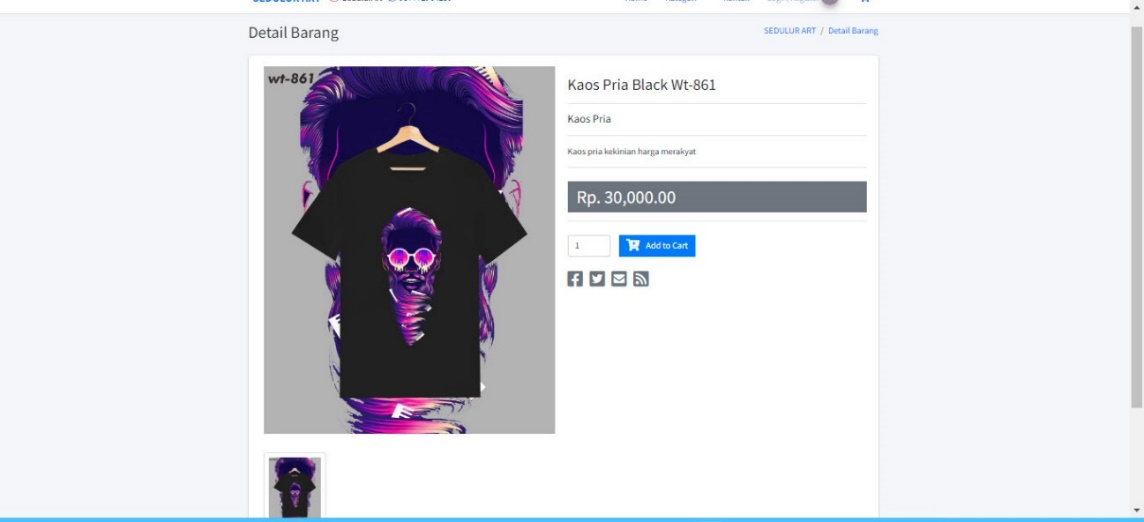 Detail Barang
SEDULUR ART / Detail Barang
wt-861
Kaos Pria Black Wt-861
Kaos Pria
Kaos pria kekinian harga merakyat
Rp. 30,000.00
1
Add to Cart